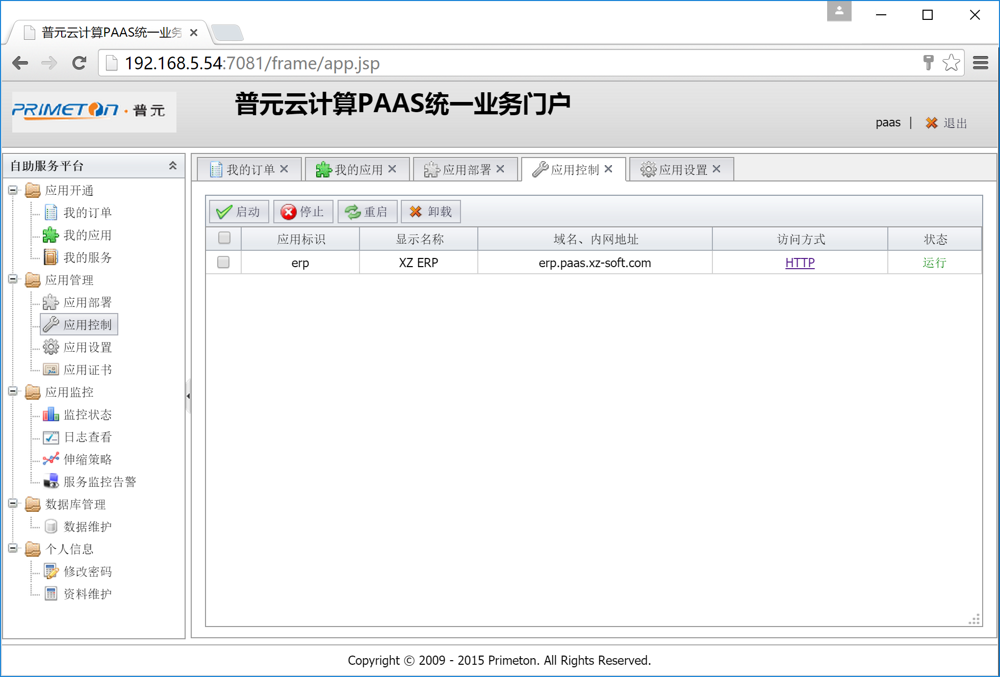 普元云计算PAAS统一业务
192.168.5.54:7081/frame/app.jsp
PRIMETON·普元
普元云计算PAAS统一业务门户
paas | 退出
自助服务平台
应用开通
我的订单
我的应用
我的服务
应用管理
应用部署
应用控制
应用设置
应用证书
应用监控
监控状态
日志查看
伸缩策略
服务监控告警
数据库管理
数据维护
个人信息
修改密码
资料维护
我的订单 我的应用 应用部署 应用控制 应用设置
启动 停止 重启 卸载
应用标识 显示名称 域名、内网地址 访问方式 状态
erp XZ ERP erp.paas.xz-soft.com HTTP 运行
Copyright © 2009 - 2015 Primeton. All Rights Reserved.